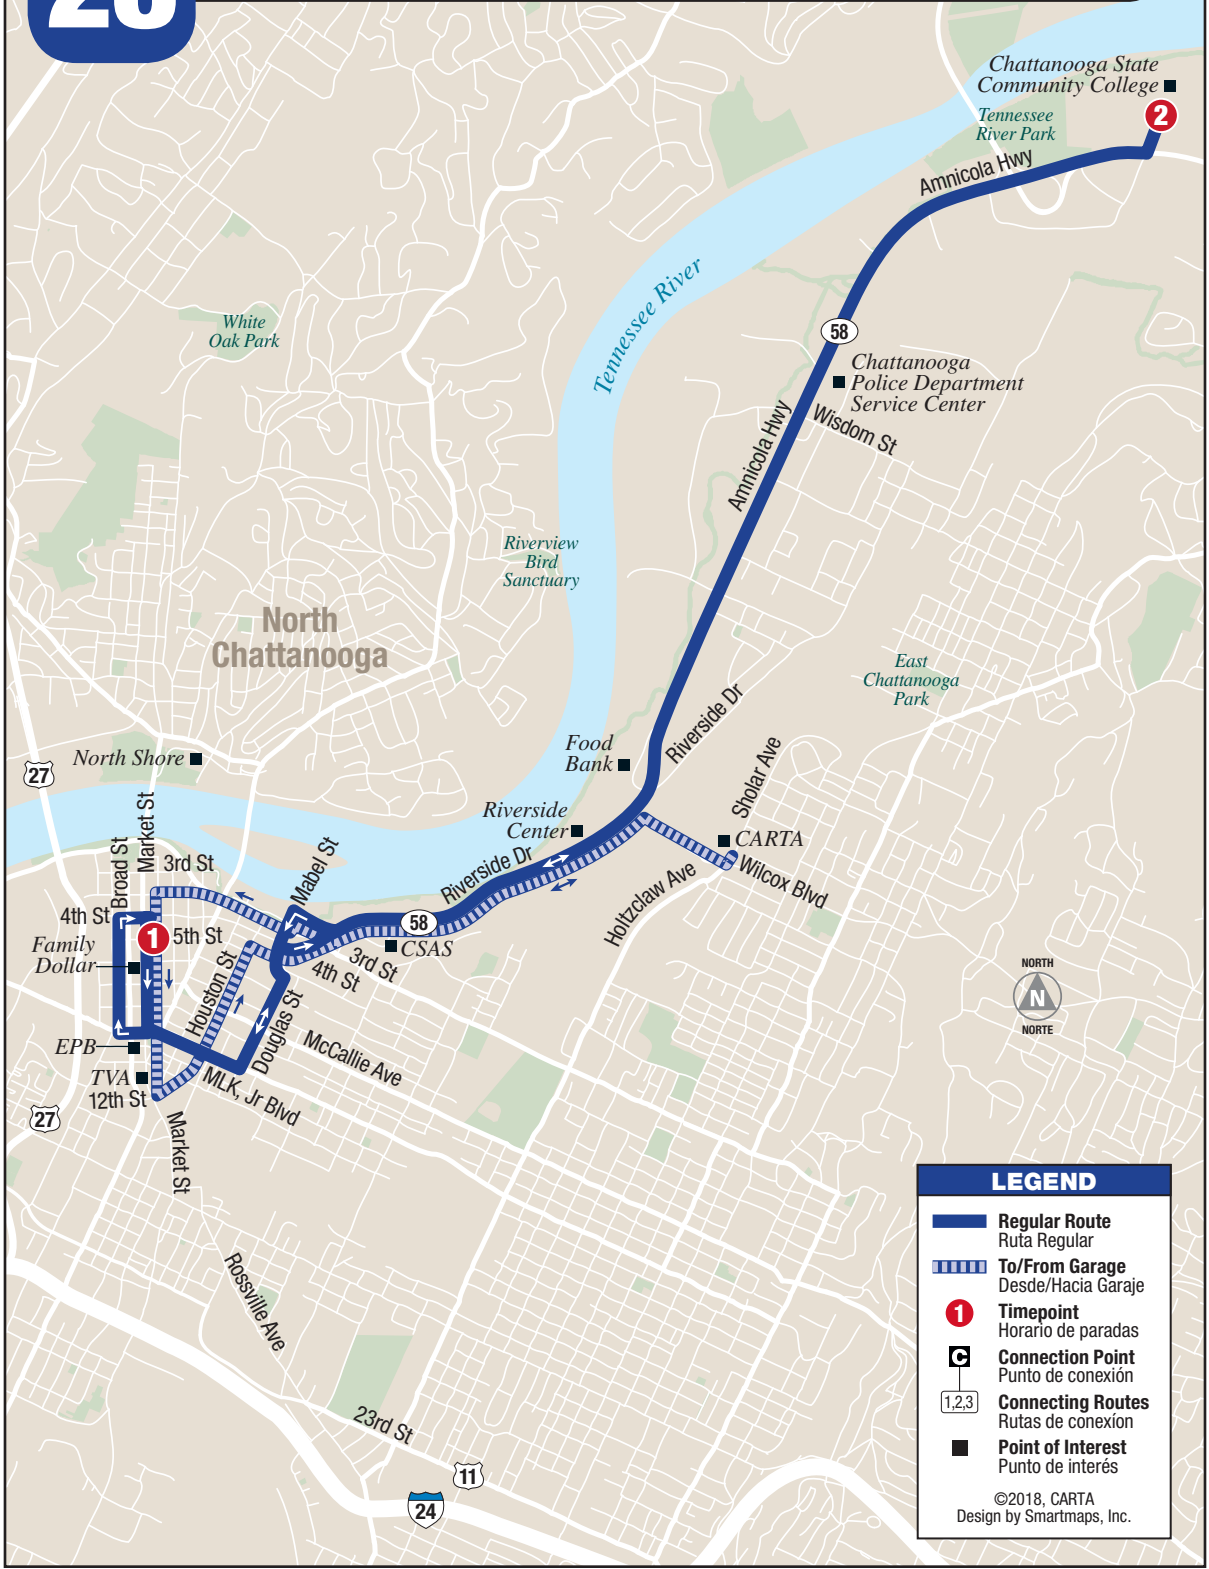 Chattanooga State
Community College
2
Tennessee
River Park
Amnicola Hwy
Tennessee River
White
Oak Park
58
Chattanooga
Police Department
Service Center
Wisdom St
Amnicola Hwy
Riverview
Bird
Sanctuary
North
Chattanooga
East
Chattanooga
Park
Riverside Dr
Food
Bank
North Shore
27
Sholar Ave
Riverside
Center
CARTA
Wilcox Blvd
Holtzclaw Ave
Market St
Broad St
3rd St
Mabel St
Riverside Dr
4th St
58
1
5th St
Family
Dollar
CSAS
3rd St
4th St
Houston St
Douglas St
McCallie Ave
EPB
TVA
12th St
MLK, Jr Blvd
27
Market St
NORTH
N
NORTE
Rossville Ave
23rd St
11
24
LEGEND
Regular Route
Ruta Regular
To/From Garage
Desde/Hacia Garaje
1
Timepoint
Horario de paradas
C
Connection Point
Punto de conexión
1,2,3
Connecting Routes
Rutas de conexíon
Point of Interest
Punto de interés
©2018, CARTA
Design by Smartmaps, Inc.